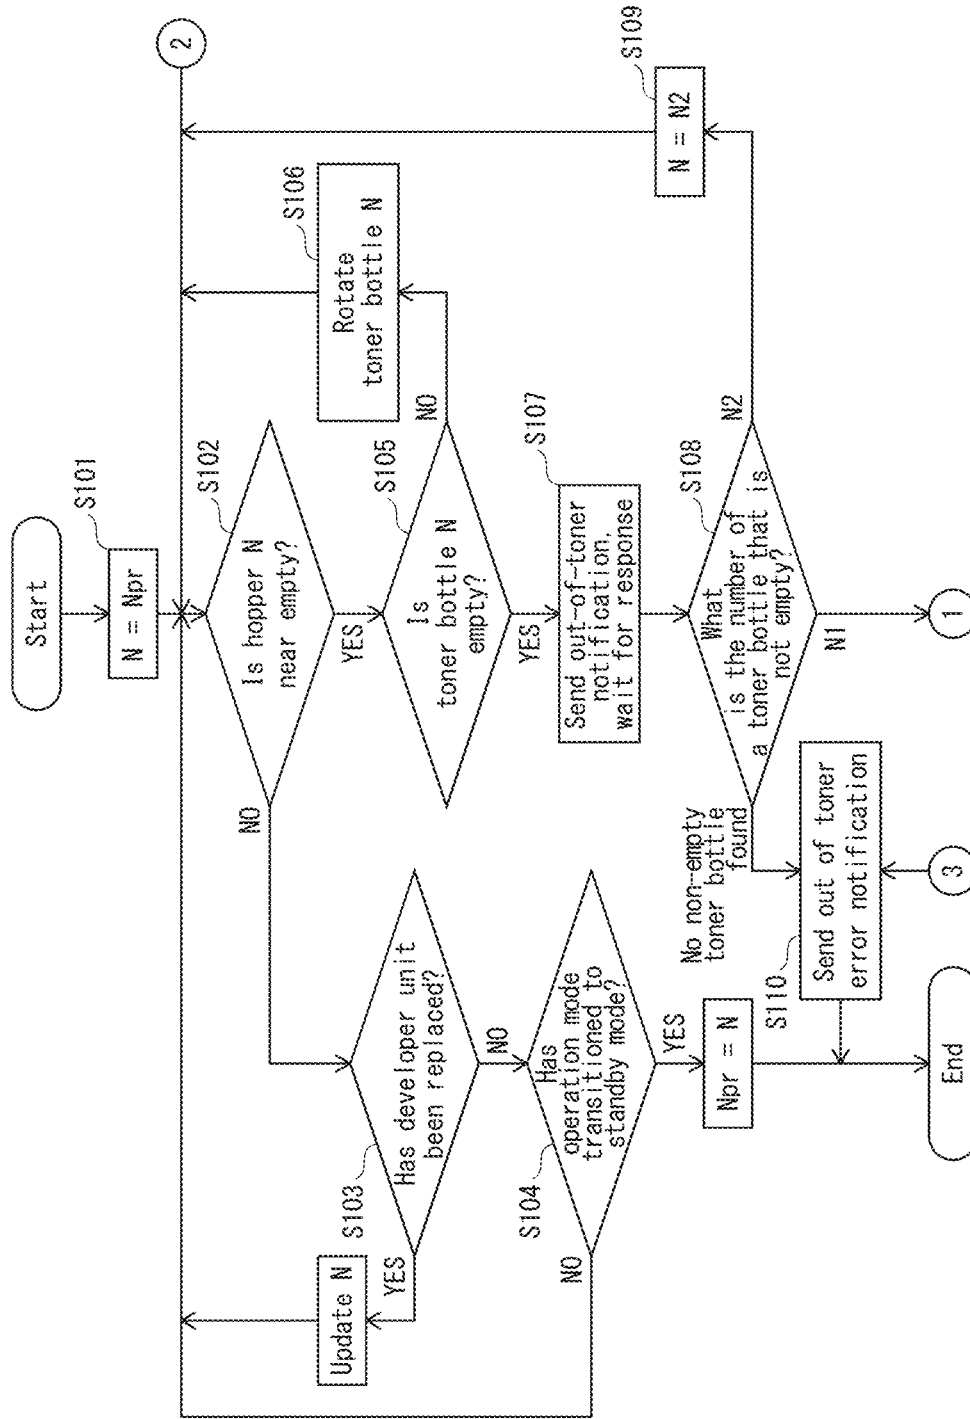 Start
S101
N = Npr
2
S102
Is hopper N
near empty?
NO
YES
S103
Has developer unit
been replaced?
YES
Update N
NO
S104
Has
operation mode
transitioned to
standby mode?
NO
YES
Npr = N
S105
Is
toner bottle N
empty?
NO
S106
Rotate
toner bottle N
YES
S107
Send out-of-toner
notification,
wait for response
S108
What
is the number of
a toner bottle that is
not empty?
N2
S109
N = N2
N1
1
No non-empty
toner bottle
found
S110
Send out of toner
error notification
3
End